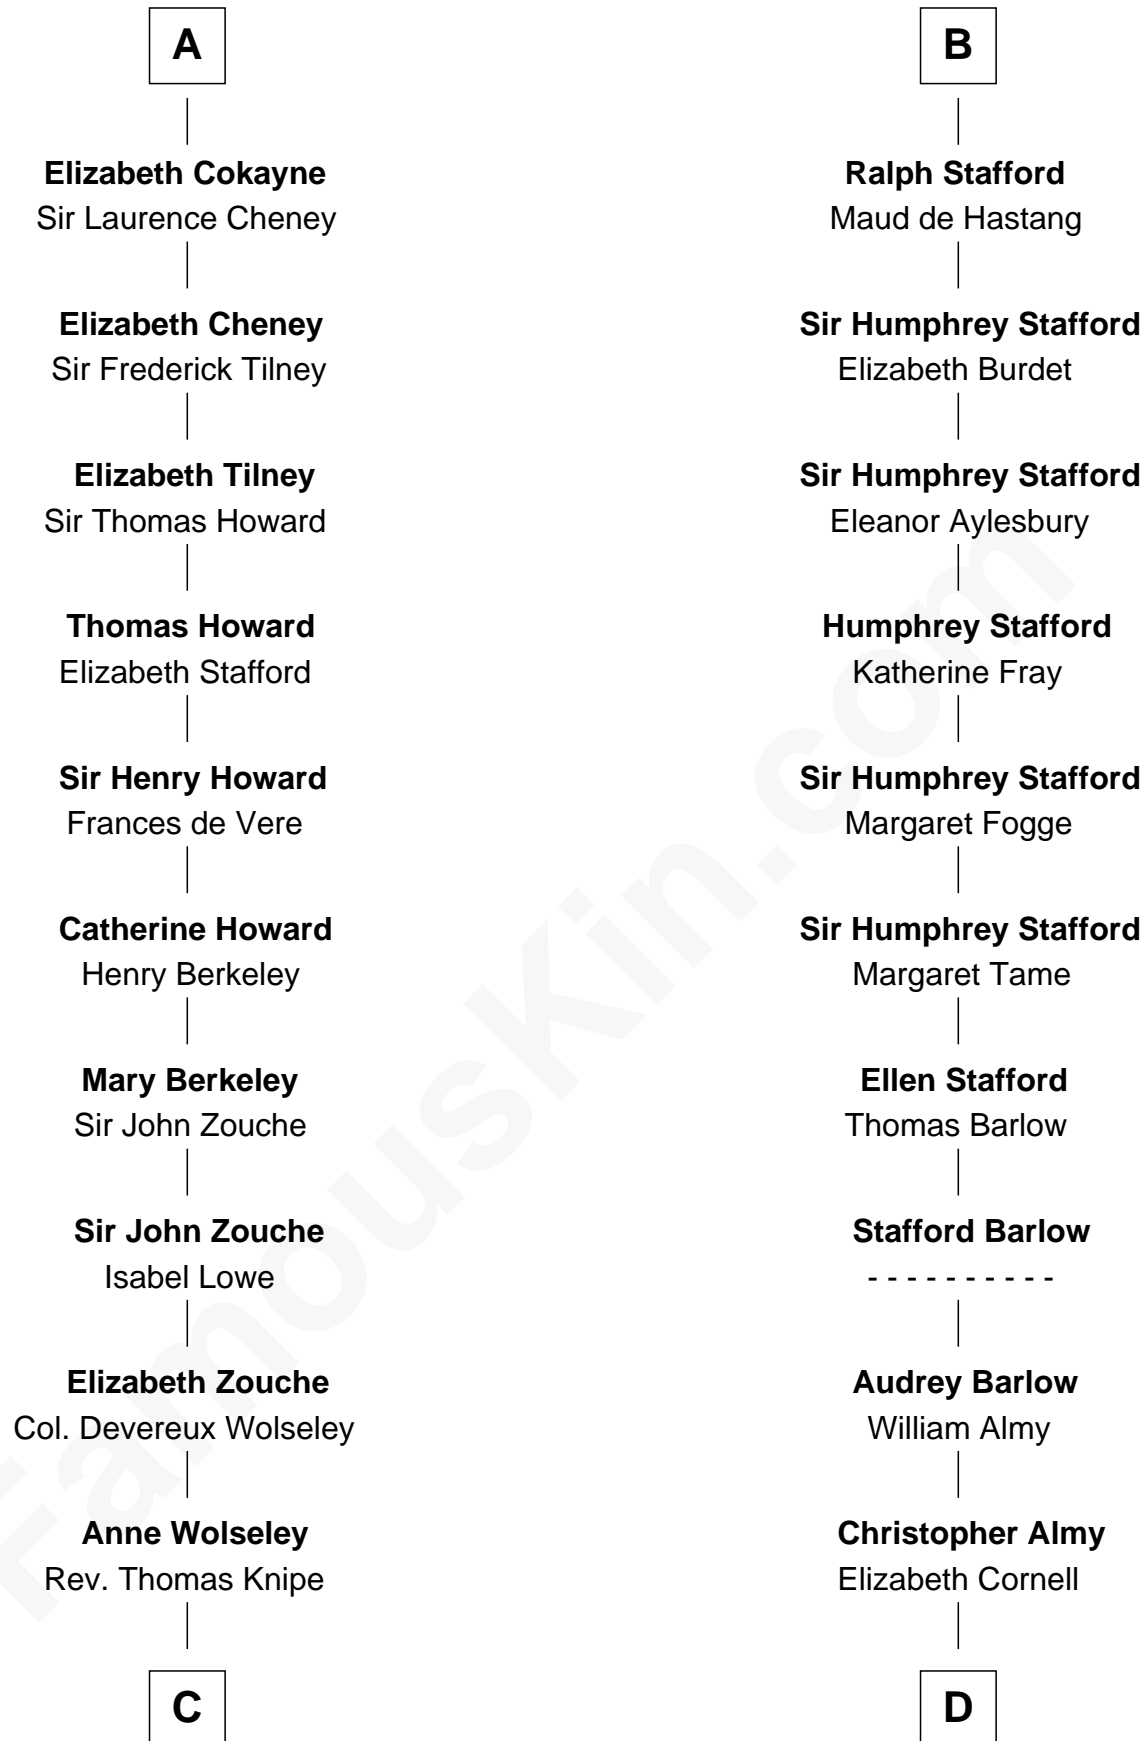 A
Elizabeth Cokayne
Sir Laurence Cheney
Elizabeth Cheney
Sir Frederick Tilney
Elizabeth Tilney
Sir Thomas Howard
Thomas Howard
Elizabeth Stafford
Sir Henry Howard
Frances de Vere
Catherine Howard
Henry Berkeley
Mary Berkeley
Sir John Zouche
Sir John Zouche
Isabel Lowe
Elizabeth Zouche
Col. Devereux Wolseley
Anne Wolseley
Rev. Thomas Knipe
C
B
Ralph Stafford
Maud de Hastang
Sir Humphrey Stafford
Elizabeth Burdet
Sir Humphrey Stafford
Eleanor Aylesbury
Humphrey Stafford
Katherine Fray
Sir Humphrey Stafford
Margaret Fogge
Sir Humphrey Stafford
Margaret Tame
Ellen Stafford
Thomas Barlow
Stafford Barlow
- - - - - - - - - -
Audrey Barlow
William Almy
Christopher Almy
Elizabeth Cornell
D
FamousKin.com